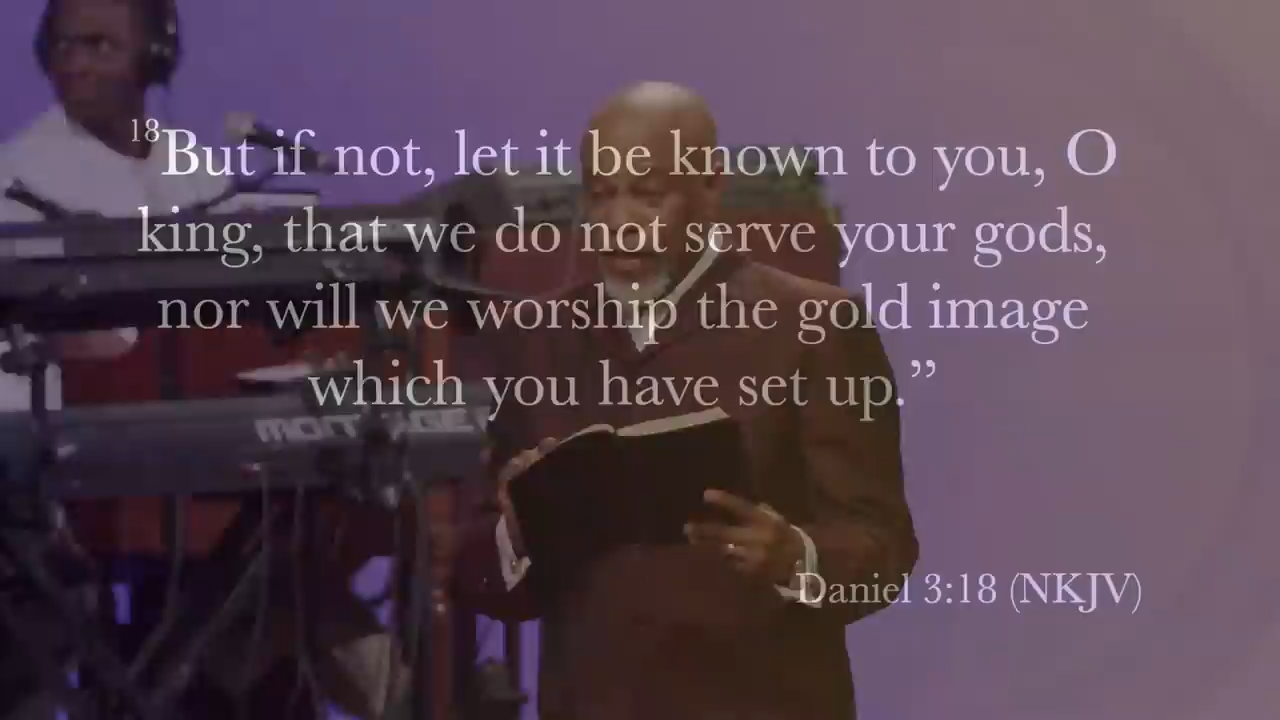 18But if not, let it be known to you, O
king, that we do not serve your gods,
nor will we worship the gold image
which you have set up.”
Daniel 3:18 (NKJV)